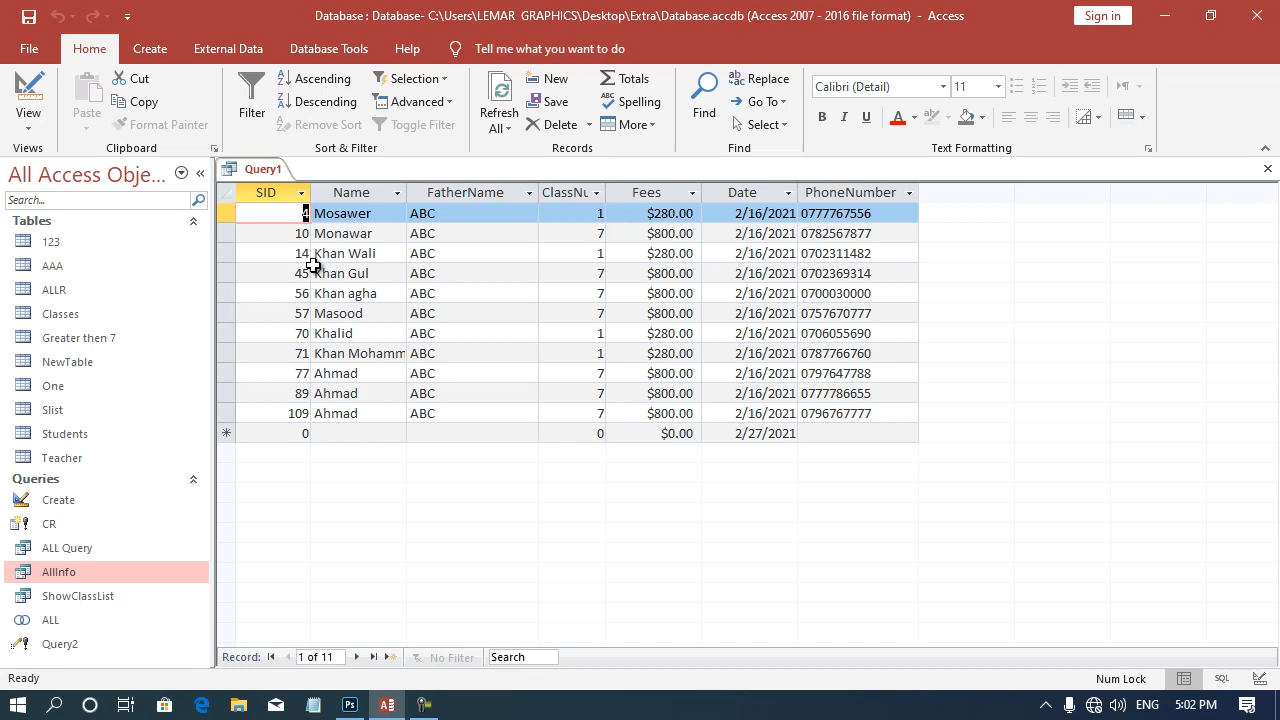 Database : Database- C:\Users\LEMAR GRAPHICS\Desktop\Extra\Database.accdb (Access 2007 - 2016 file format) - Access
Sign in
File Home Create External Data Database Tools Help Tell me what you want to do
View
Views
Paste
Cut
Copy
Format Painter
Clipboard
Filter
Ascending
Descending
Remove Sort
Selection
Advanced
Toggle Filter
Sort & Filter
Refresh All
New
Save
Delete
Totals
Spelling
More
Records
Find
Replace
Go To
Select
Find
Calibri (Detail) 11
B I U A
Text Formatting
All Access Obje...
Search...
Tables
123
AAA
ALLR
Classes
Greater then 7
NewTable
One
Slist
Students
Teacher
Queries
Create
CR
ALL Query
AllInfo
ShowClassList
ALL
Query2
Query1
SID Name FatherName ClassNu Fees Date PhoneNumber
4 Mosawer ABC 1 $280.00 2/16/2021 0777767556
10 Monawar ABC 7 $800.00 2/16/2021 0782567877
14 Khan Wali ABC 1 $280.00 2/16/2021 0702311482
45 Khan Gul ABC 7 $800.00 2/16/2021 0702369314
56 Khan agha ABC 7 $800.00 2/16/2021 0700030000
57 Masood ABC 7 $800.00 2/16/2021 0757670777
70 Khalid ABC 1 $280.00 2/16/2021 0706055690
71 Khan Mohamm ABC 1 $280.00 2/16/2021 0787766760
77 Ahmad ABC 7 $800.00 2/16/2021 0797647788
89 Ahmad ABC 7 $800.00 2/16/2021 0777786655
109 Ahmad ABC 7 $800.00 2/16/2021 0796767777
* 0 0 $0.00 2/27/2021
Record: 1 of 11 No Filter Search
Ready
Num Lock SQL
Ps ENG 5:02 PM